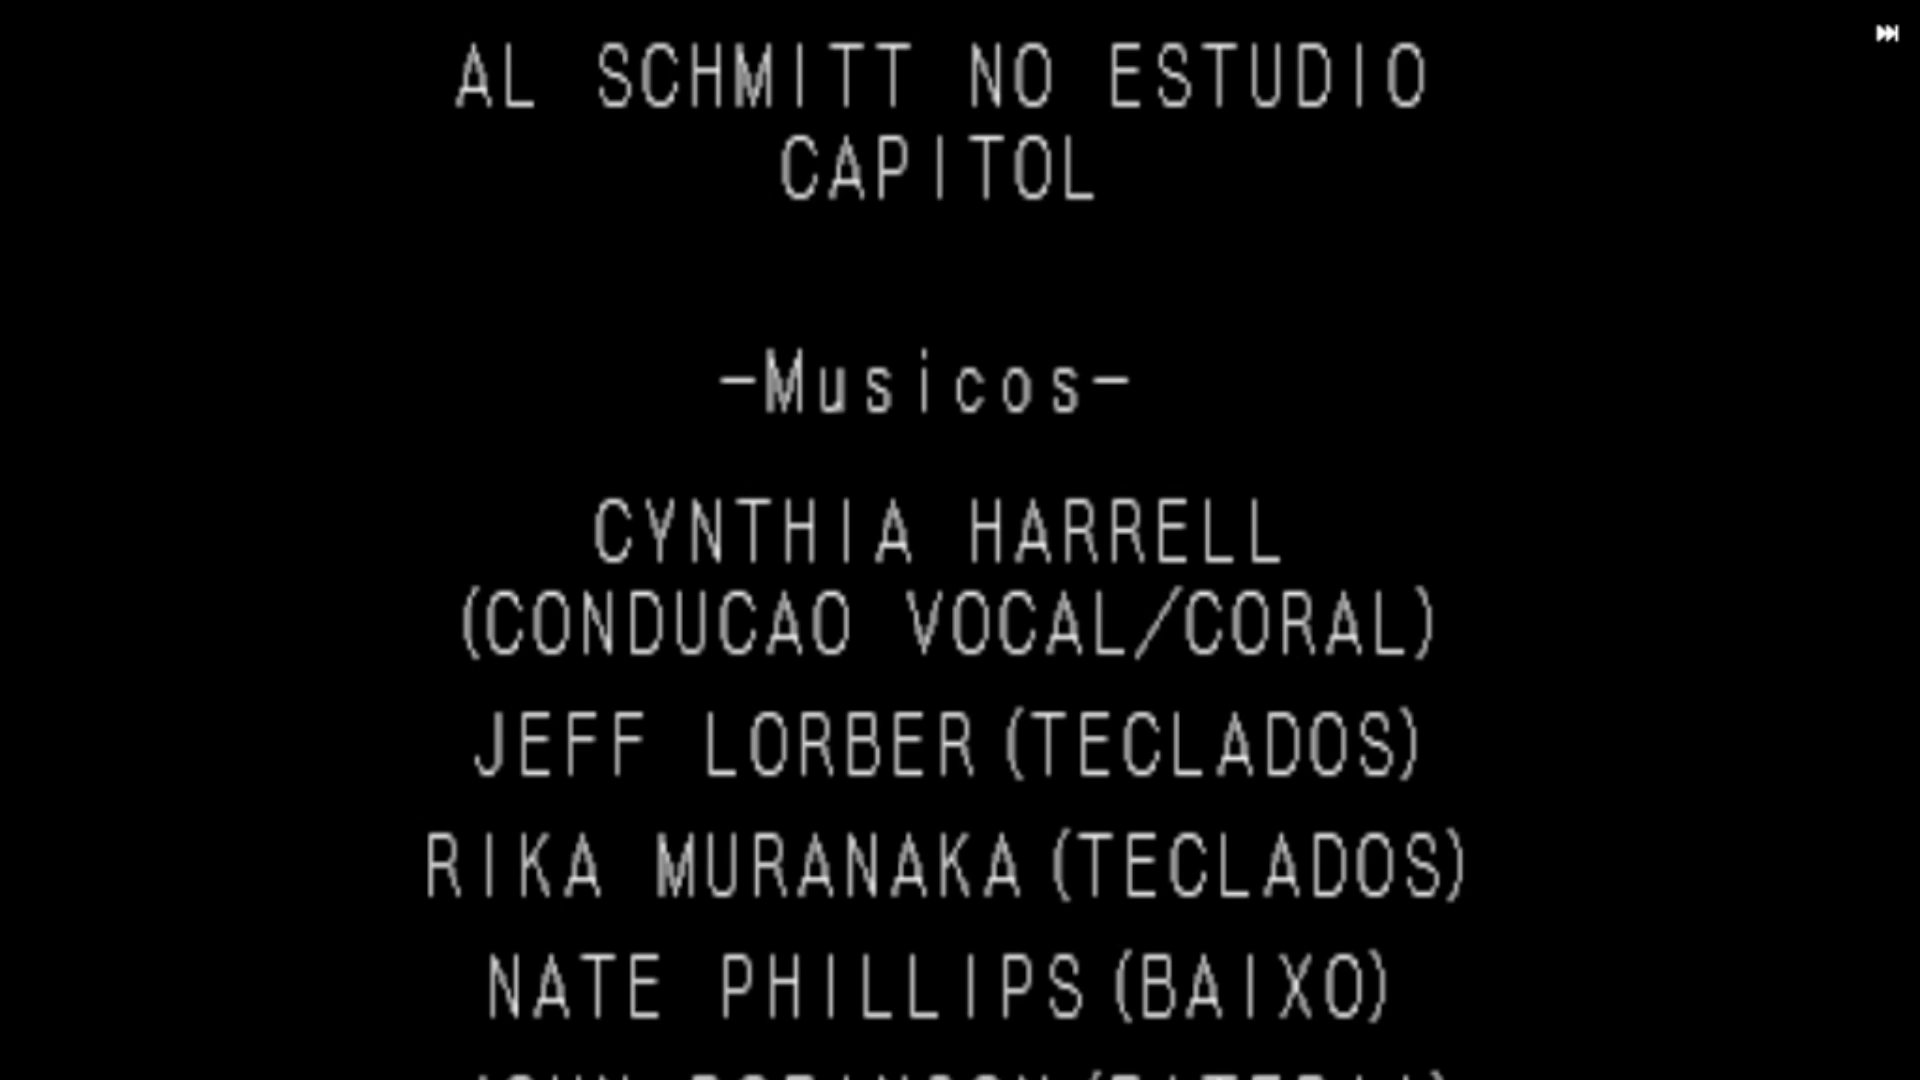 AL SCHMITT NO ESTUDIO
CAPITOL
-Musicos-
CYNTHIA HARRELL
(CONDUCAO VOCAL/CORAL)
JEFF LORBER(TECLADOS)
RIKA MURANAKA(TECLADOS)
NATE PHILLIPS(BAIXO)